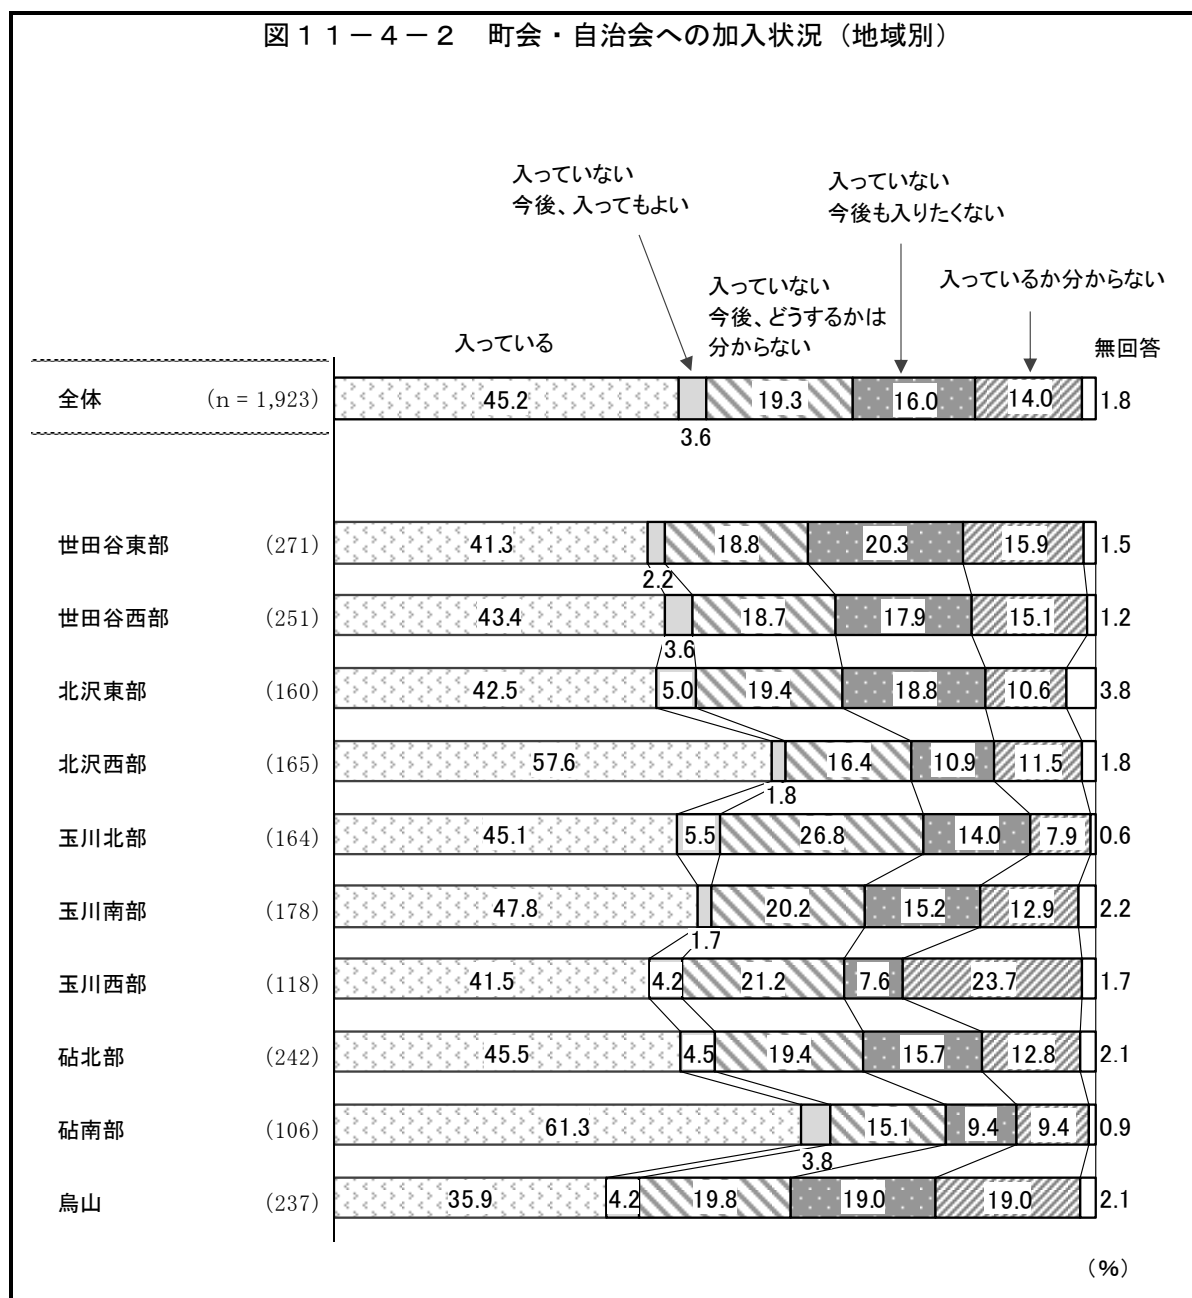 図１１－４－２　町会・自治会への加入状況（地域別）
入っていない
今後、入ってもよい
入っていない
今後も入りたくない
入っていない
今後、どうするかは
分からない
入っているか分からない
入っている
無回答
全体 (n = 1,923) 45.2 19.3 16.0 14.0 1.8
3.6
世田谷東部 (271) 41.3 18.8 20.3 15.9 1.5
2.2
世田谷西部 (251) 43.4 18.7 17.9 15.1 1.2
3.6
北沢東部 (160) 42.5 5.0 19.4 18.8 10.6 3.8
北沢西部 (165) 57.6 16.4 10.9 11.5 1.8
1.8
玉川北部 (164) 45.1 5.5 26.8 14.0 7.9 0.6
玉川南部 (178) 47.8 20.2 15.2 12.9 2.2
1.7
玉川西部 (118) 41.5 4.2 21.2 7.6 23.7 1.7
砧北部 (242) 45.5 4.5 19.4 15.7 12.8 2.1
砧南部 (106) 61.3 15.1 9.4 9.4 0.9
3.8
烏山 (237) 35.9 4.2 19.8 19.0 19.0 2.1
（％）